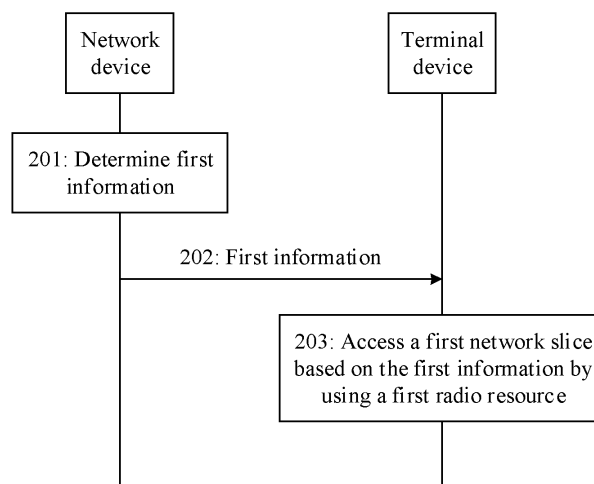 Network
device
Terminal
device
201: Determine first
information
202: First information
203: Access a first network slice
based on the first information by
using a first radio resource